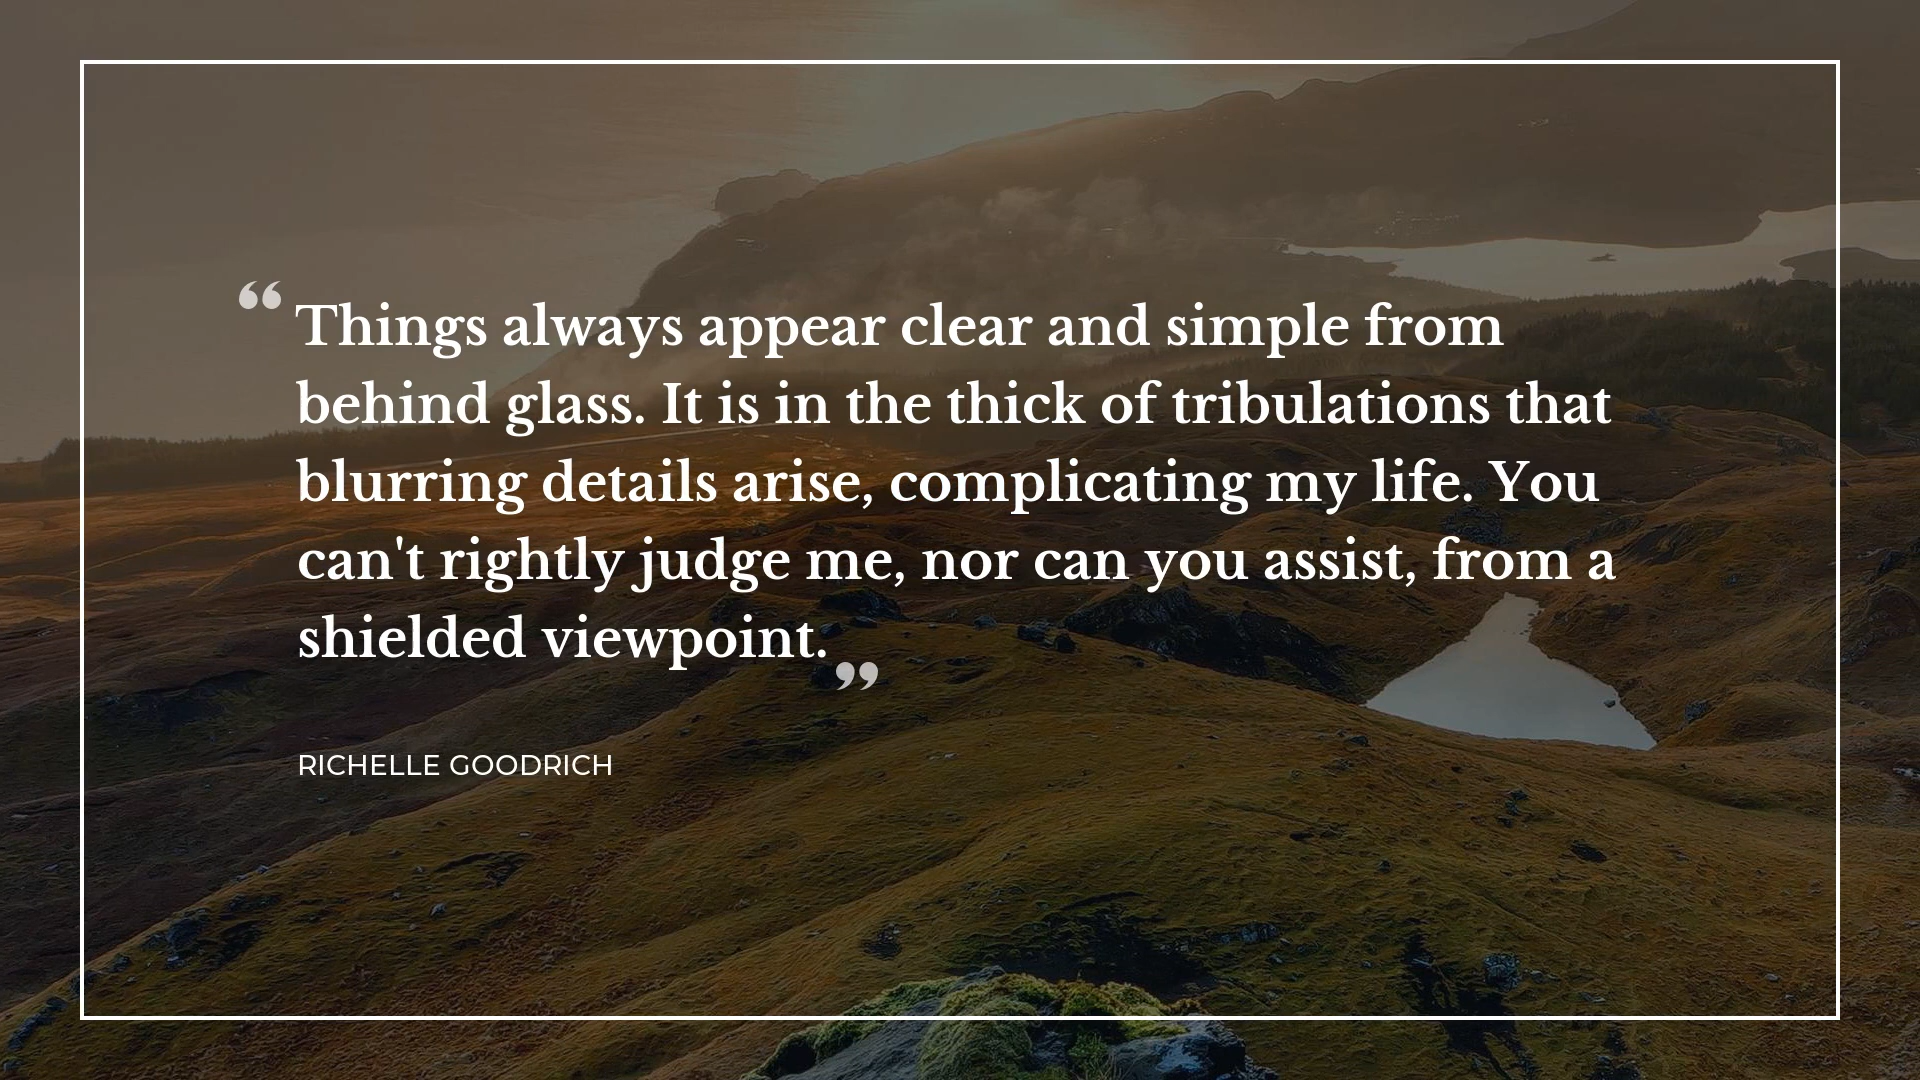 “Things always appear clear and simple from
behind glass. It is in the thick of tribulations that
blurring details arise, complicating my life. You
can't rightly judge me, nor can you assist, from a
shielded viewpoint.”
RICHELLE GOODRICH